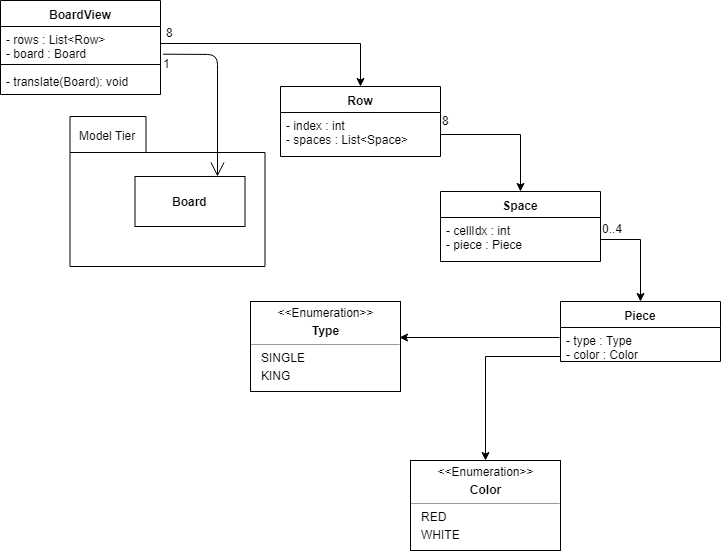 BoardView
- rows : List<Row>
- board : Board
- translate(Board): void
8
1
Model Tier
Board
Row
- index : int
- spaces : List<Space>
8
Space
- cellIdx : int
- piece : Piece
0..4
Piece
- type : Type
- color : Color
<<Enumeration>>
Type
SINGLE
KING
<<Enumeration>>
Color
RED
WHITE